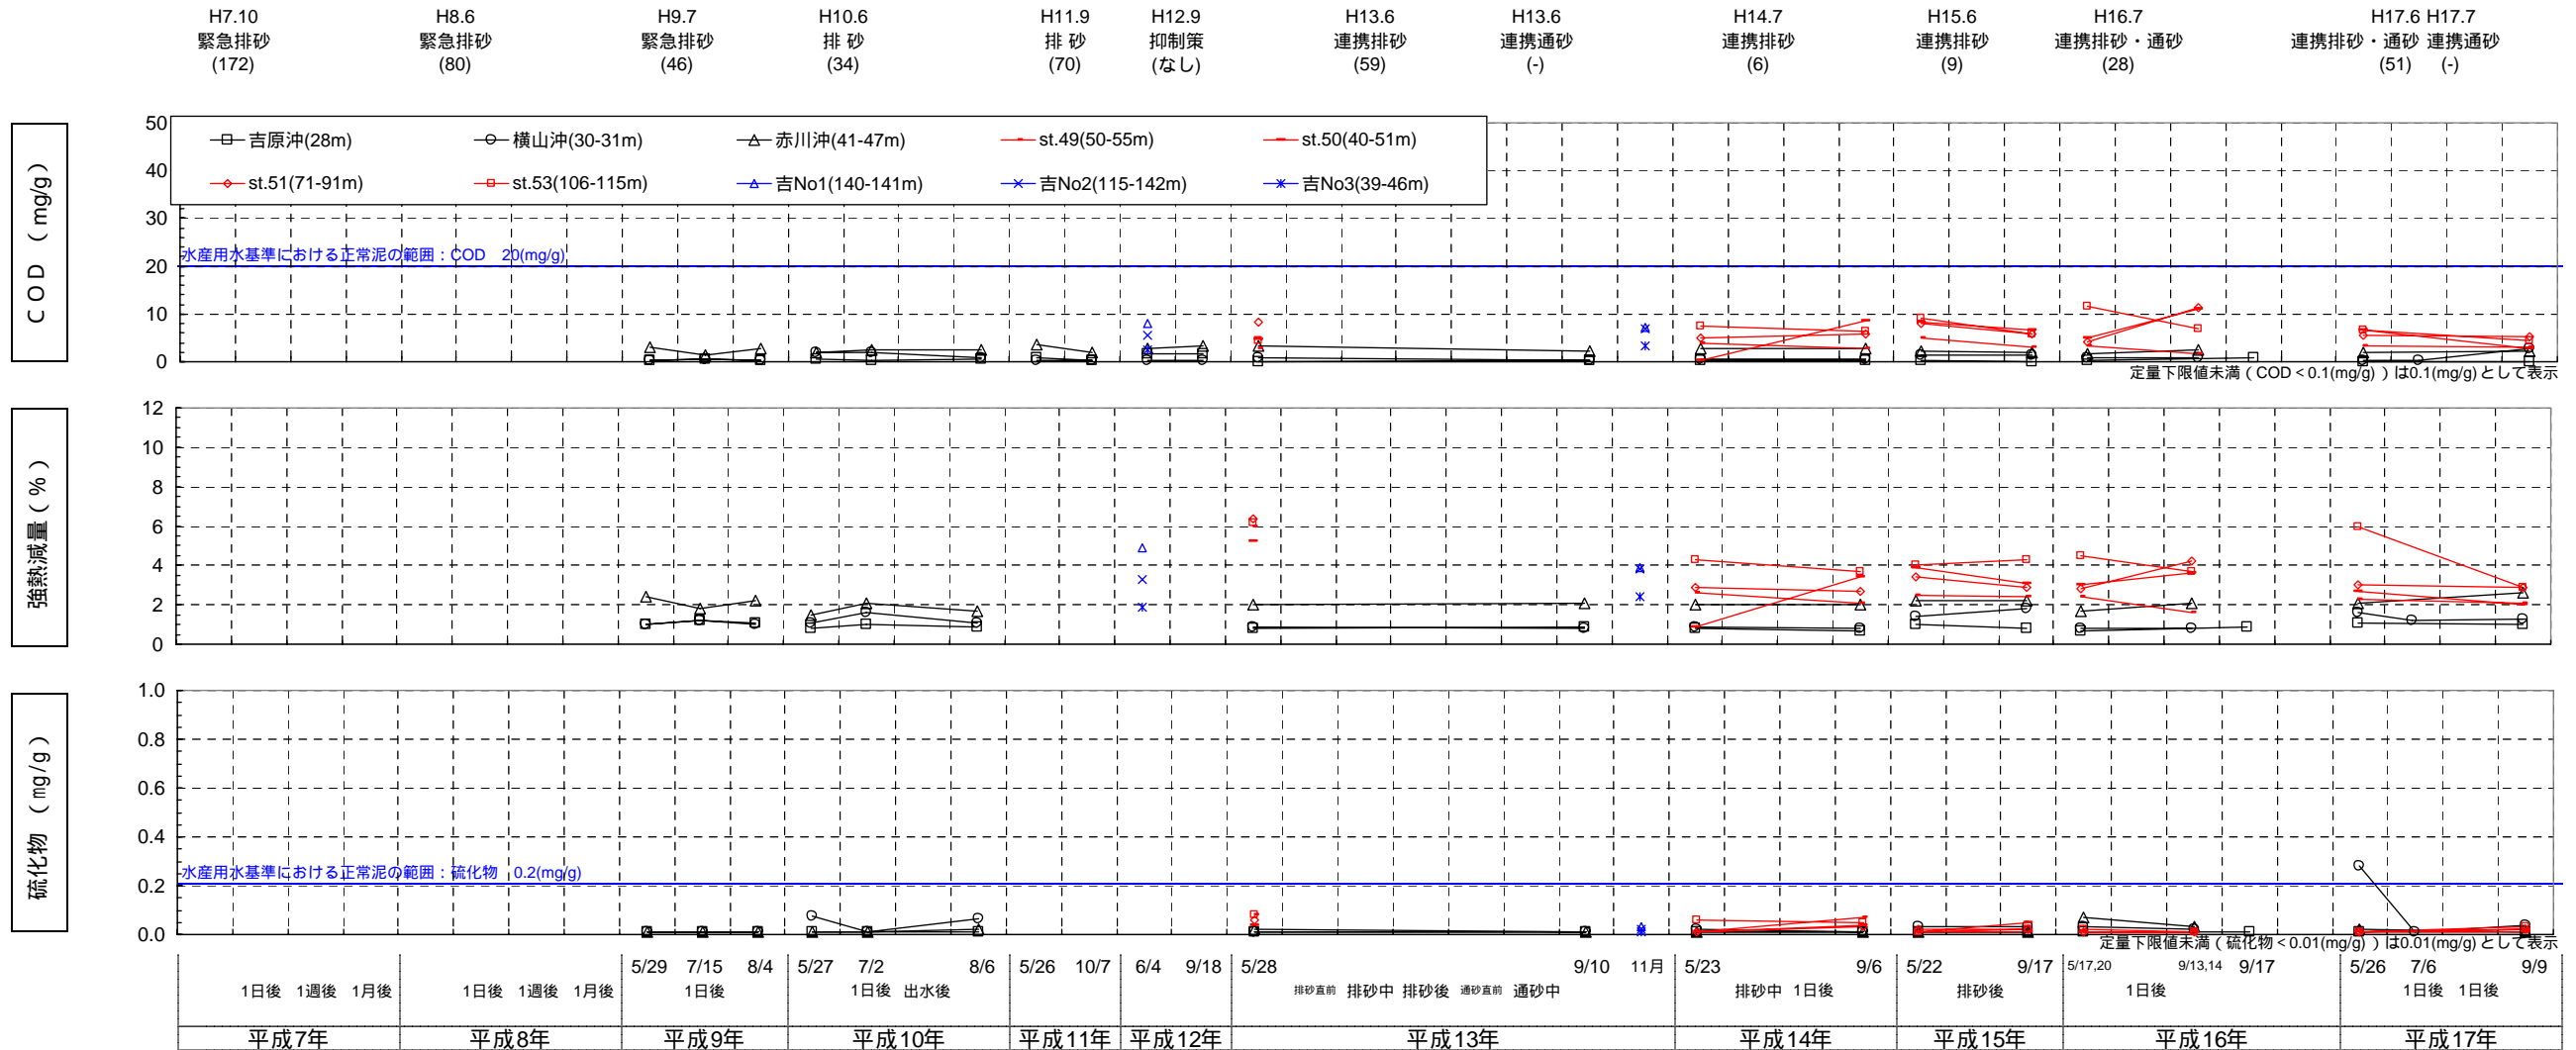 H7.10 H8.6 H9.7 H10.6 H11.9 H12.9 H13.6 H13.6 H14.7 H15.6 H16.7 H17.6 H17.7
緊急排砂 緊急排砂 緊急排砂 排 砂 排 砂 抑制策 連携排砂 連携通砂 連携排砂 連携排砂 連携排砂・通砂 連携排砂・通砂 連携通砂
(172) (80) (46) (34) (70) (なし) (59) (-) (6) (9) (28) (51) (-)
COD (mg/g)
50
40
30
20
10
0
吉原沖(28m) 横山沖(30-31m) 赤川沖(41-47m) st.49(50-55m) st.50(40-51m)
st.51(71-91m) st.53(106-115m) 吉No1(140-141m) 吉No2(115-142m) 吉No3(39-46m)
水産用水基準における正常泥の範囲：COD 20(mg/g)
定量下限値未満（COD＜0.1(mg/g)）は0.1(mg/g)として表示
強熱減量(％)
12
10
8
6
4
2
0
硫化物 (mg/g)
1.0
0.8
0.6
0.4
0.2
0.0
水産用水基準における正常泥の範囲：硫化物 0.2(mg/g)
定量下限値未満（硫化物＜0.01(mg/g)）は0.01(mg/g)として表示
5/29 7/15 8/4 5/27 7/2 8/6 5/26 10/7 6/4 9/18 5/28 9/10 11月 5/23 9/6 5/22 9/17 5/17,20 9/13,14 9/17 5/26 7/6 9/9
1日後 1週後 1月後 1日後 1週後 1月後 1日後 1日後 出水後 排砂直前 排砂中 排砂後 通砂直前 通砂中 排砂中 1日後 排砂後 1日後 1日後 1日後
平成7年 平成8年 平成9年 平成10年 平成11年 平成12年 平成13年 平成14年 平成15年 平成16年 平成17年